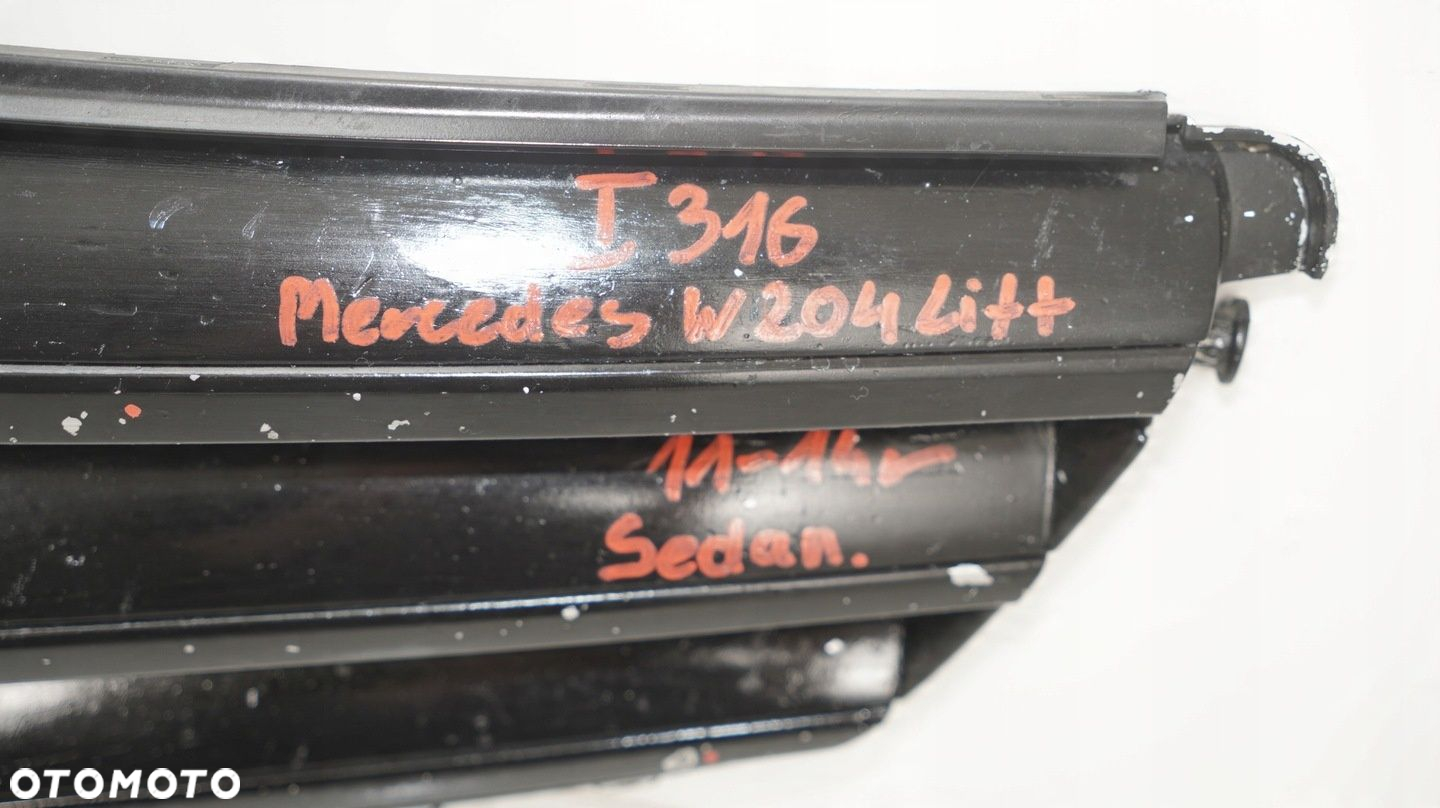 I 316
Mercedes W204 Lift
11-14r
Sedan.
OTOMOTO